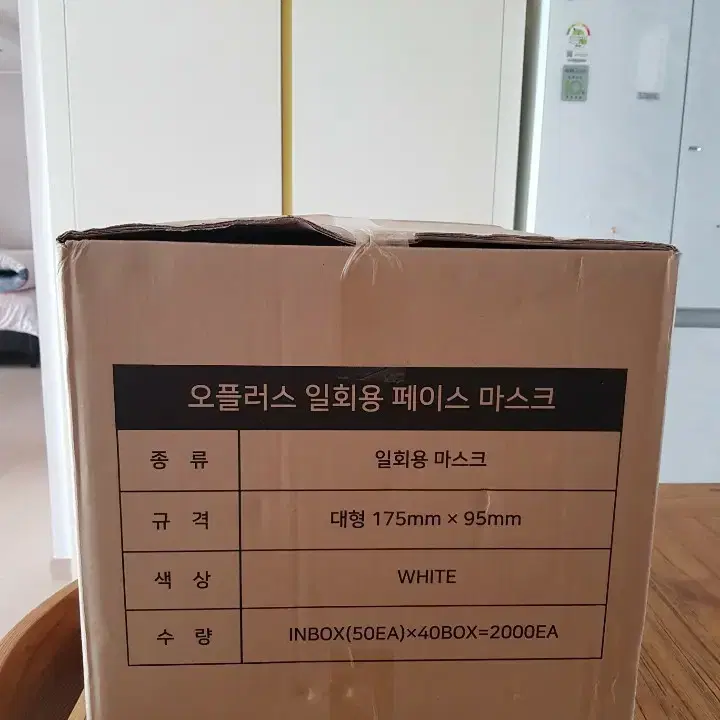 오플러스 일회용 페이스 마스크
종 류 일회용 마스크
규 격 대형 175mm × 95mm
색 상 WHITE
수 량 INBOX(50EA)×40BOX=2000EA